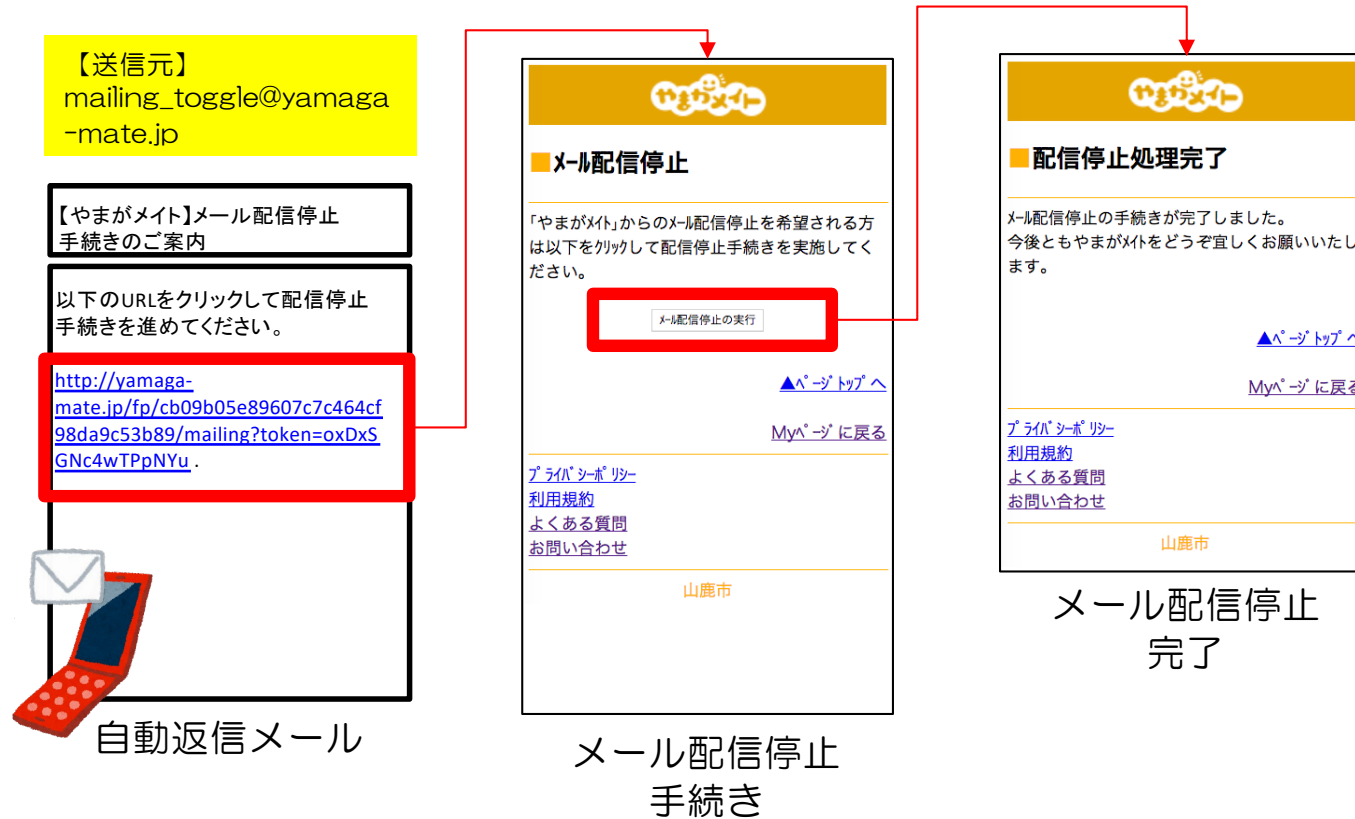 【送信元】
mailing_toggle@yamaga
-mate.jp
【やまがメイト】メール配信停止
手続きのご案内
以下のURLをクリックして配信停止
手続きを進めてください。
http://yamaga-
mate.jp/fp/cb09b05e89607c7c464cf
98da9c53b89/mailing?token=oxDxS
GNc4wTPpNYu .
自動返信メール
やまがメイト
■ﾒｰﾙ配信停止
｢やまがﾒｲﾄ｣からのﾒｰﾙ配信停止を希望される方
は以下をｸﾘｯｸして配信停止手続きを実施してく
ださい。
ﾒｰﾙ配信停止の実行
▲ﾍﾟｰｼﾞﾄｯﾌﾟへ
Myﾍﾟｰｼﾞに戻る
ﾌﾟﾗｲﾊﾞｼｰﾎﾟﾘｼｰ
利用規約
よくある質問
お問い合わせ
山鹿市
メール配信停止
手続き
やまがメイト
■配信停止処理完了
ﾒｰﾙ配信停止の手続きが完了しました。
今後ともやまがﾒｲﾄをどうぞ宜しくお願いいたし
ます。
▲ﾍﾟｰｼﾞﾄｯﾌﾟへ
Myﾍﾟｰｼﾞに戻る
ﾌﾟﾗｲﾊﾞｼｰﾎﾟﾘｼｰ
利用規約
よくある質問
お問い合わせ
山鹿市
メール配信停止
完了